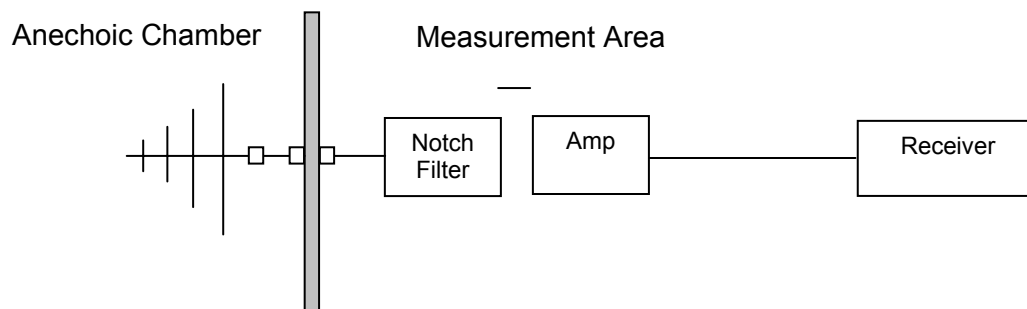 Anechoic Chamber
Measurement Area
Notch
Filter
Amp
Receiver